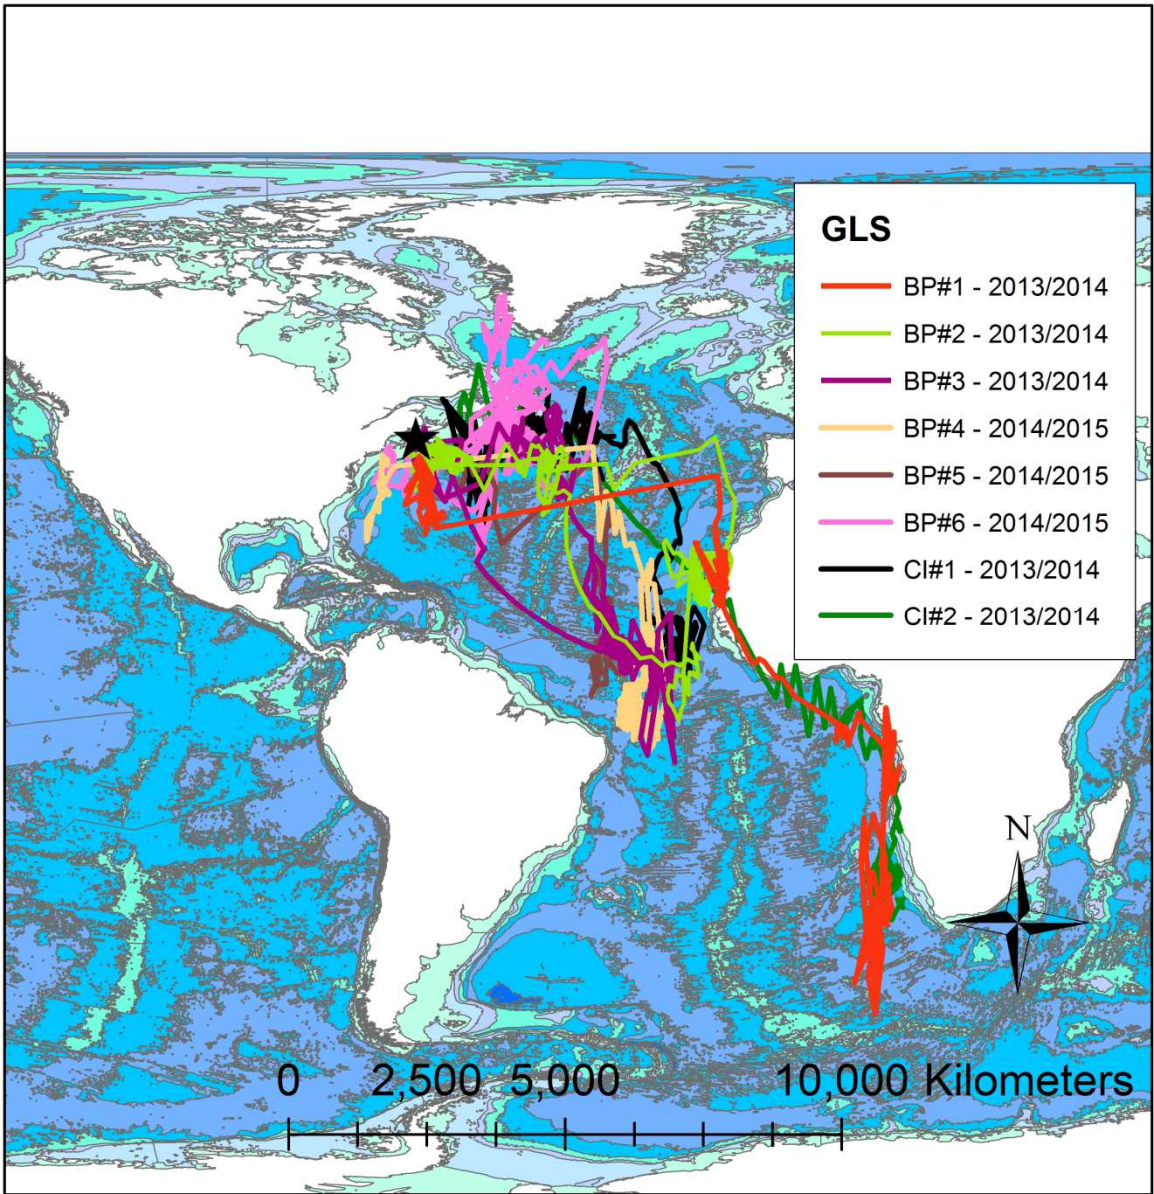 GLS
BP#1 - 2013/2014
BP#2 - 2013/2014
BP#3 - 2013/2014
BP#4 - 2014/2015
BP#5 - 2014/2015
BP#6 - 2014/2015
CI#1 - 2013/2014
CI#2 - 2013/2014
N
0 2,500 5,000 10,000 Kilometers